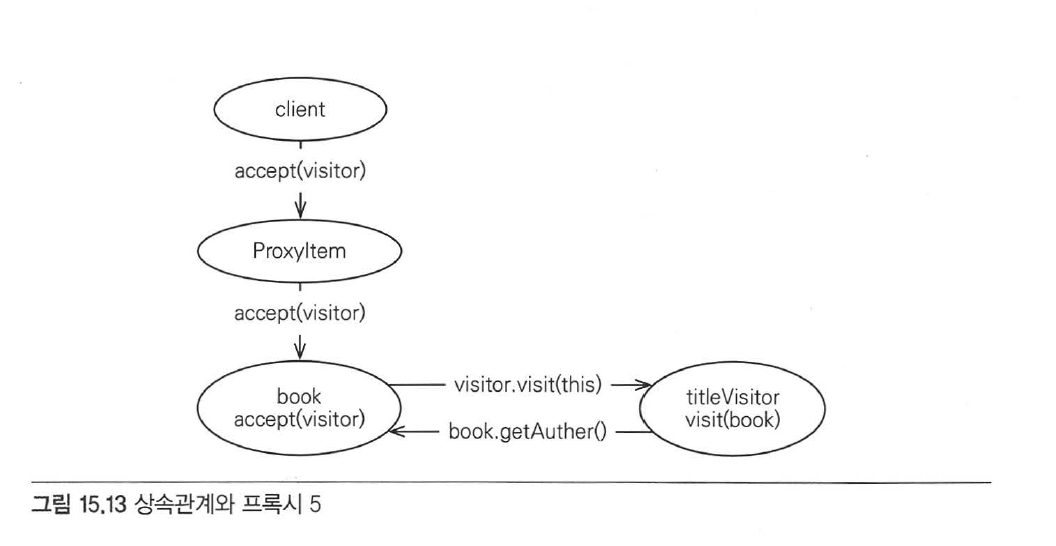 client
accept(visitor)
ProxyItem
accept(visitor)
book
accept(visitor)
visitor.visit(this)
book.getAuther()
titleVisitor
visit(book)
그림 15.13 상속관계와 프록시 5